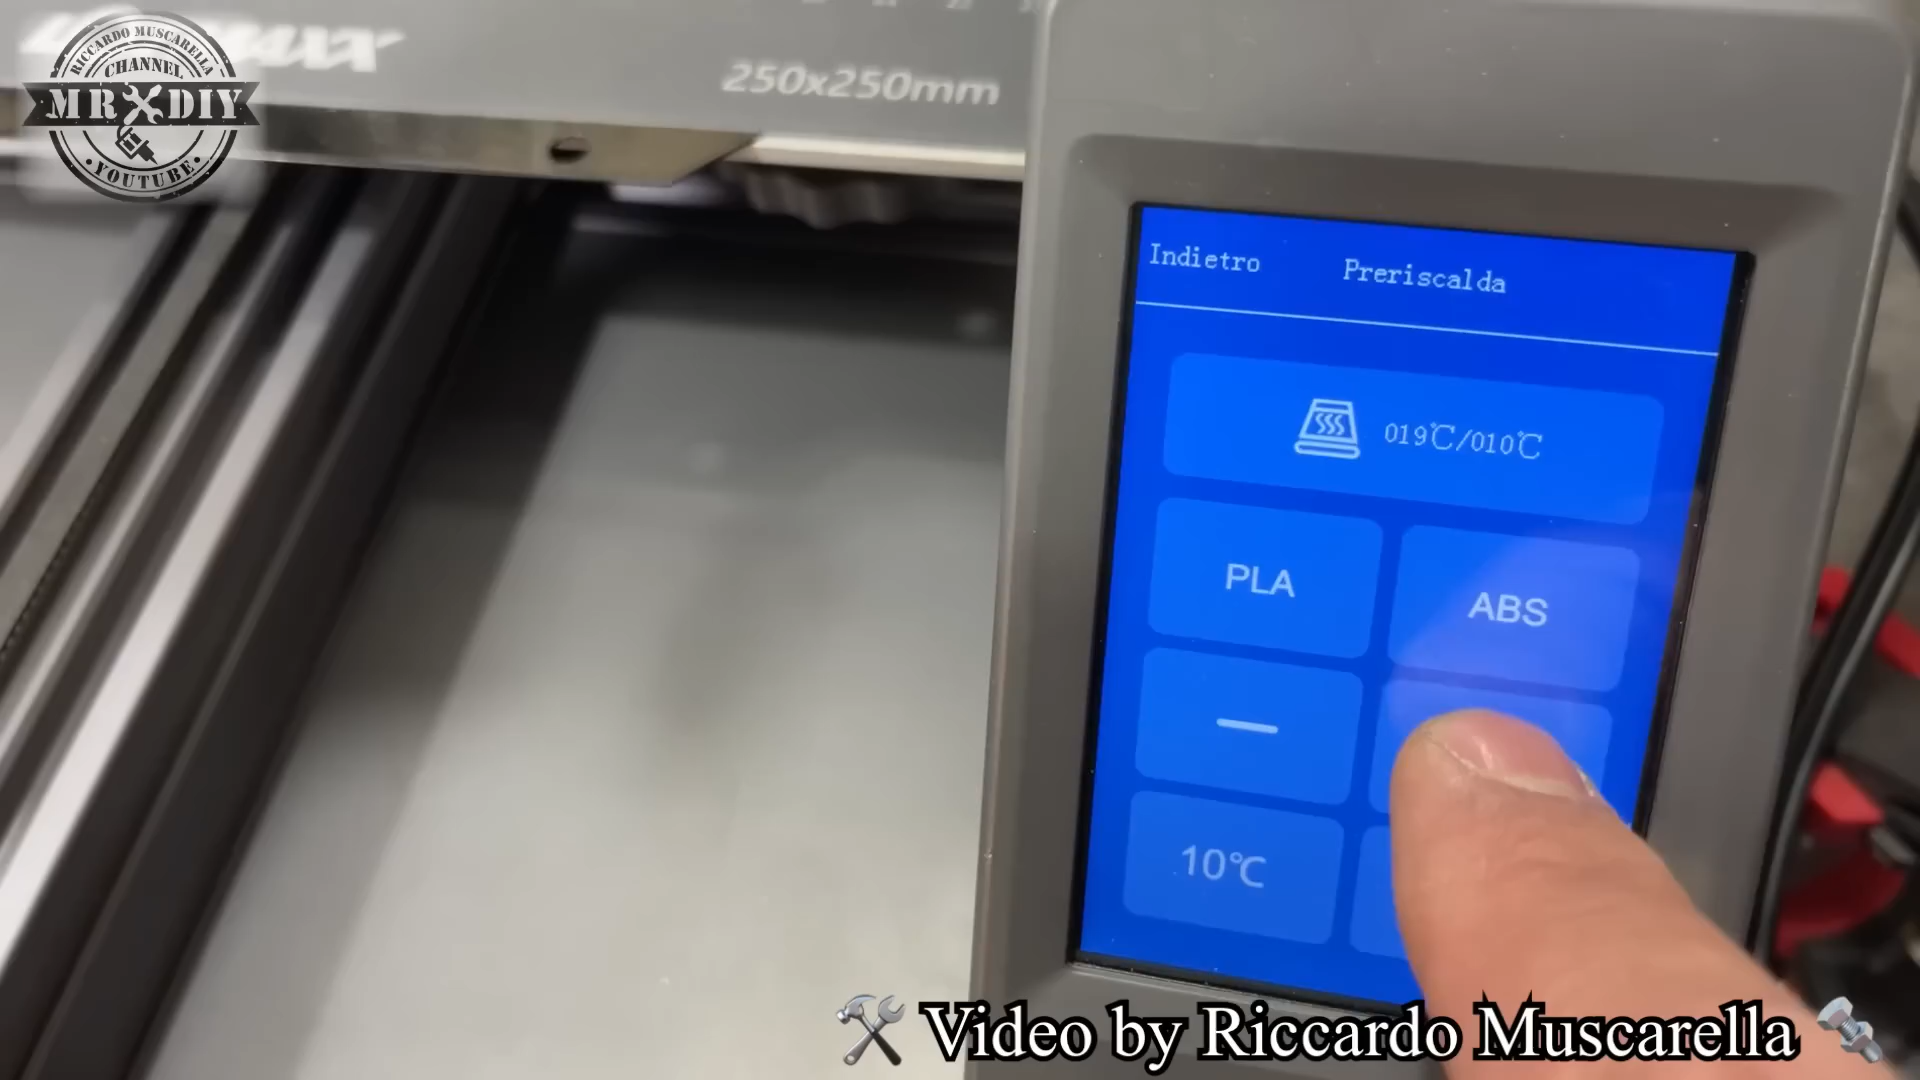 RICCARDO MUSCARELLA
CHANNEL
MR DIY
YOUTUBE
250x250mm
Indietro Preriscalda
019℃/010℃
PLA ABS
—
10℃
Video by Riccardo Muscarella